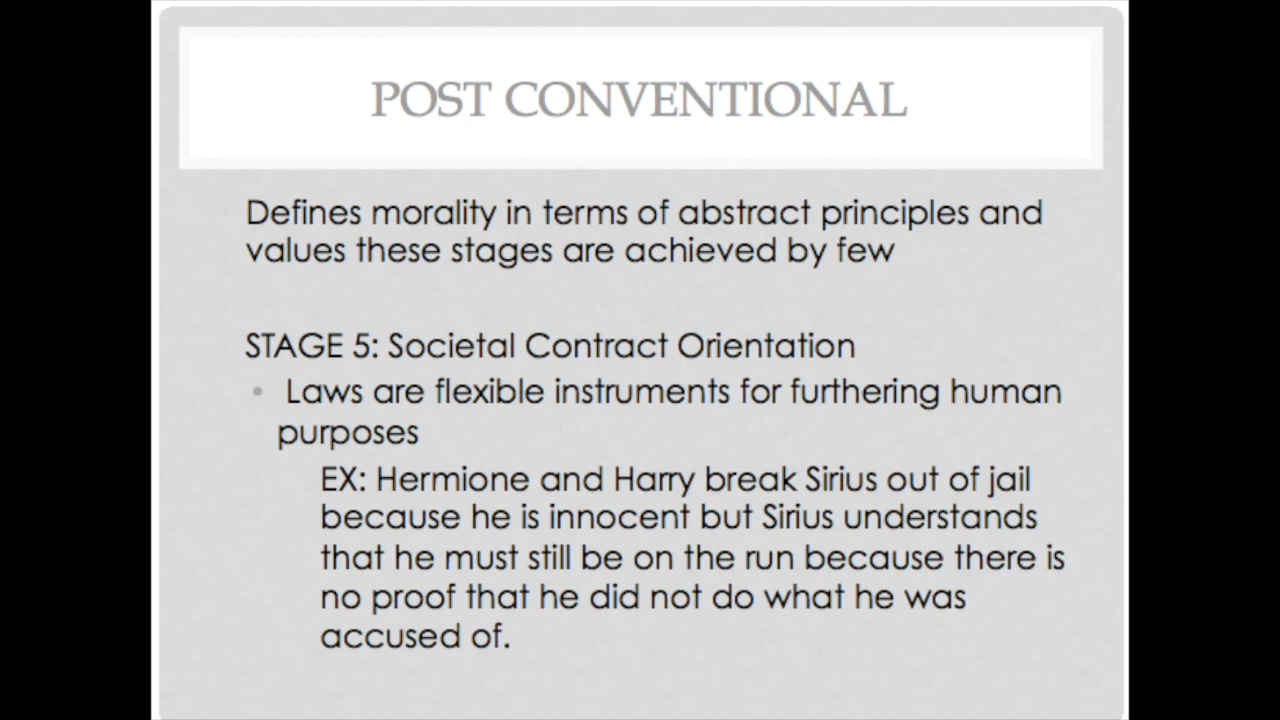 POST CONVENTIONAL
Defines morality in terms of abstract principles and
values these stages are achieved by few
STAGE 5: Societal Contract Orientation
• Laws are flexible instruments for furthering human
purposes
EX: Hermione and Harry break Sirius out of jail
because he is innocent but Sirius understands
that he must still be on the run because there is
no proof that he did not do what he was
accused of.